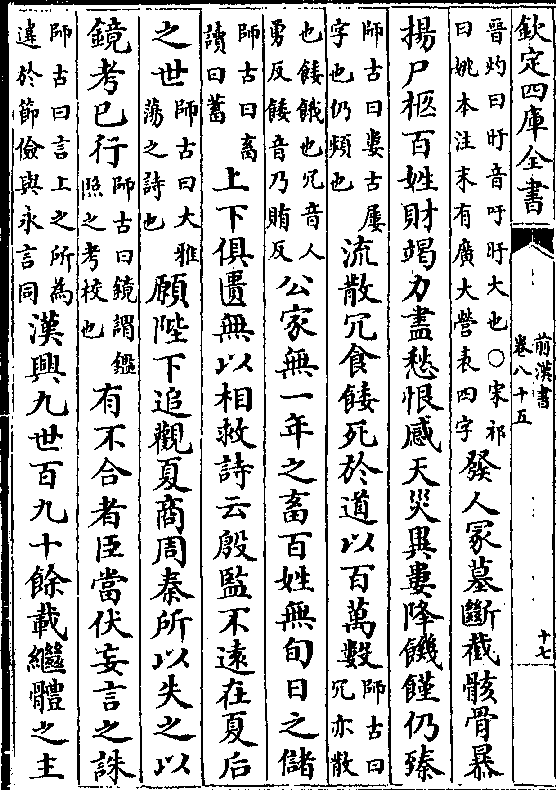 欽定四庫全書
前漢書
卷八十五
十七
晉灼曰盱音吁盱大也○宋祁
曰姚本注末有廣大營表四字
發人冢墓斷截骸骨暴
揚尸柩百姓財竭力盡愁恨感天災異婁降饑饉仍臻
師古曰婁古屢
字也仍頻也
流散冗食餧死於道以百萬數
師古曰
冗亦散
也餧餓也冗音人
勇反餧音乃賄反
公家無一年之畜百姓無旬日之儲
師古曰畜
讀曰蓄
上下俱匱無以相救詩云殷監不遠在夏后
之世
師古曰大雅
蕩之詩也
願陛下追觀夏商周秦所以失之以
鏡考已行
師古曰鏡謂鑑
照之考校也
有不合者臣當伏妄言之誅
師古曰言上之所為
違於節儉與永言同
漢興九世百九十餘載繼體之主